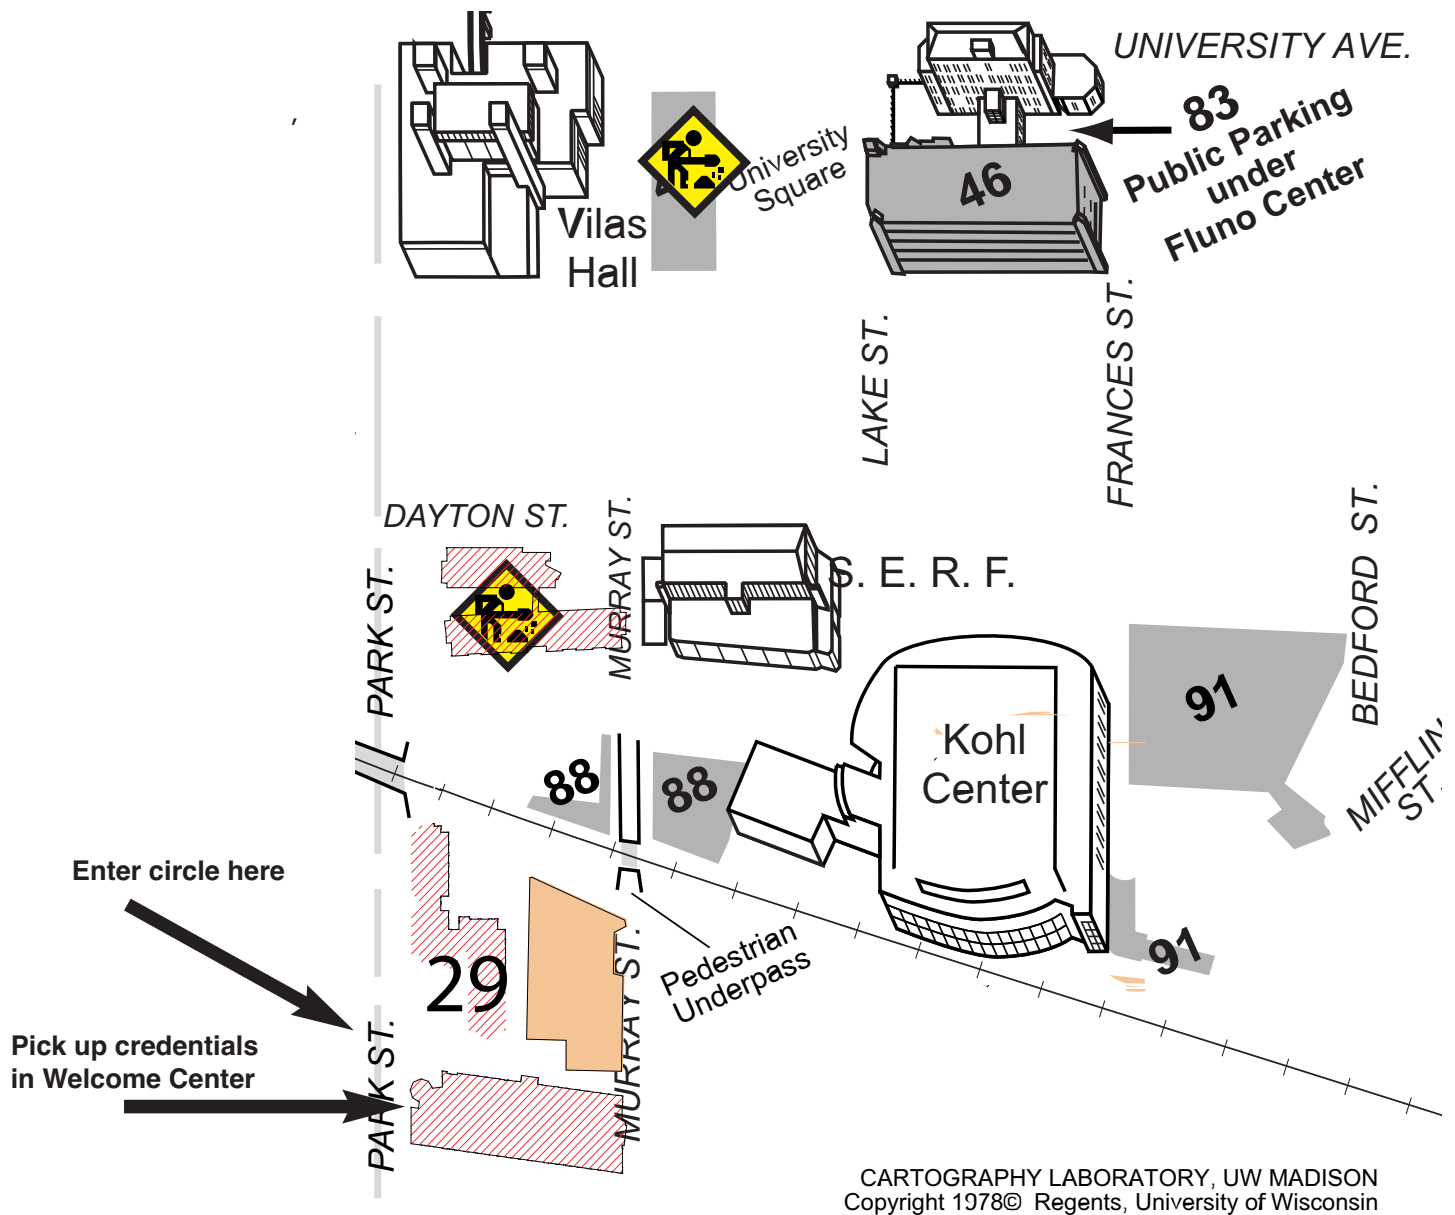 UNIVERSITY AVE.
83
Public Parking
under
Fluno Center
University
Square
46
Vilas
Hall
LAKE ST.
FRANCES ST.
DAYTON ST.
MURRAY ST.
BEDFORD ST.
S. E. R. F.
PARK ST.
91
Kohl
Center
MIFFLIN
ST.
88
88
Enter circle here
29
Pedestrian
Underpass
MURRAY ST.
91
Pick up credentials
in Welcome Center
PARK ST.
CARTOGRAPHY LABORATORY, UW MADISON
Copyright 1978© Regents, University of Wisconsin